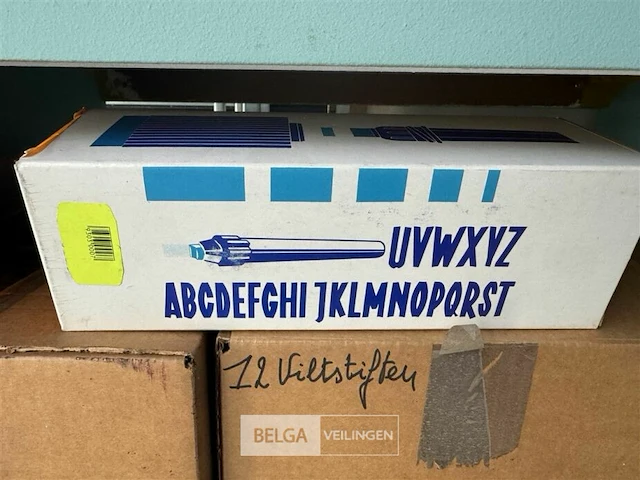 UVWXYZ
ABCDEFGHI JKLMNOPQRST
12 Viltstiften
BELGA VEILINGEN